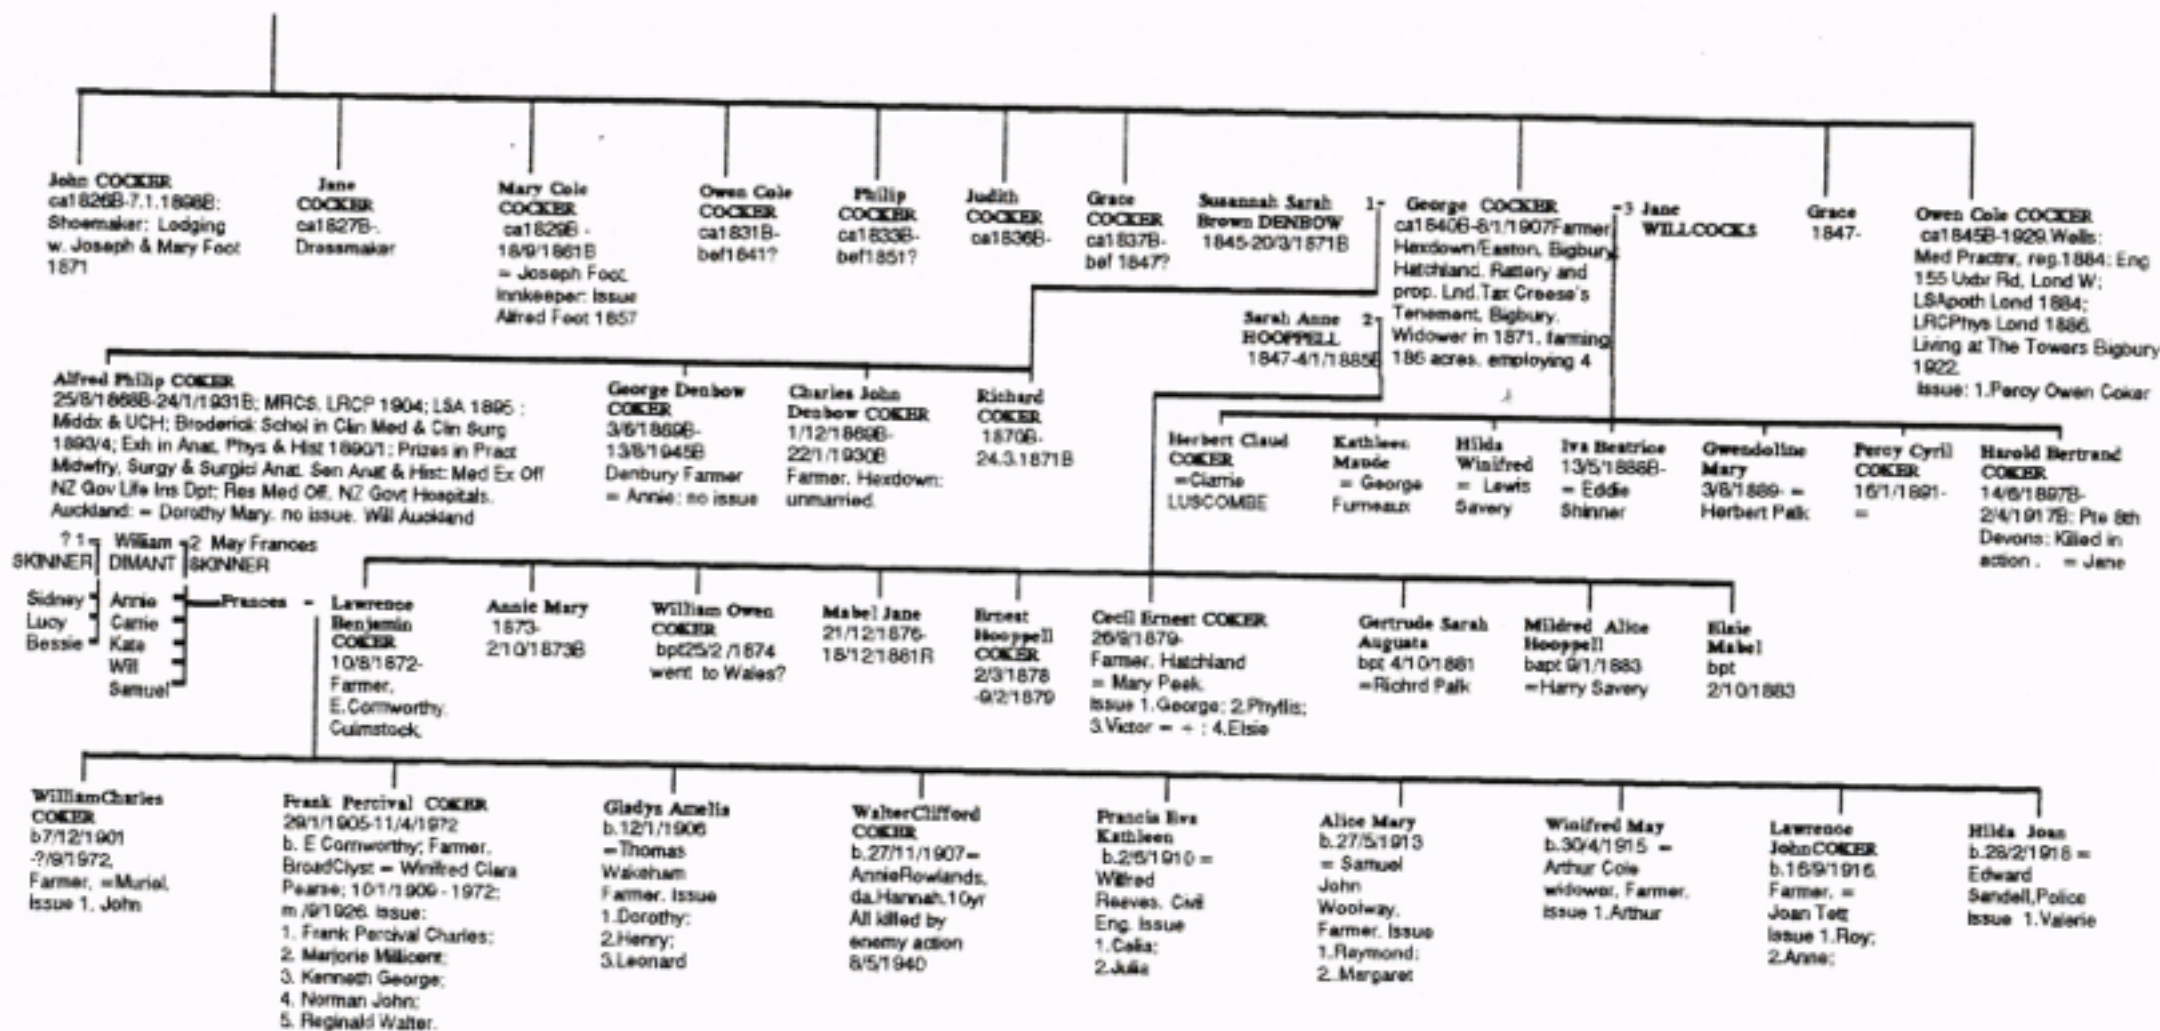 John COCKER
ca1826B-7.1.1898B:
Shoemaker: Lodging
w. Joseph & Mary Foot
1871
Jane
COCKER
ca1827B-.
Dressmaker
Mary Cole
COCKER
ca1829B -
18/9/1861B
= Joseph Foot.
Innkeeper: Issue
Alfred Foot 1857
Owen Cole
COCKER
ca1831B-
bef1841?
Philip
COCKER
ca1833B-
bef1851?
Judith
COCKER
ca1836B-
Grace
COCKER
ca1837B-
bef 1847?
Susannah Sarah 1-
Brown DENBOW
1845-20/3/1871B
George COCKER
ca1840B-8/1/1907Farmer
Hexdown/Easton, Bigbury
Hatchland, Rattery and
prop. Lnd.Tax Creese's
Tenement, Bigbury.
Widower in 1871, farming
186 acres, employing 4
-3 Jane
WILLCOCKS
Grace
1847-
Owen Cole COCKER
ca1845B-1929.Wells:
Med Practnr, reg.1884: Eng
155 Uxbr Rd, Lond W:
LSApoth Lond 1884;
LRCPhys Lond 1886.
Living at The Towers Bigbury
1922.
Issue: 1.Percy Owen Coker
Sarah Anne 2-
HOOPPELL
1847-4/1/1885B
Alfred Philip COKER
25/8/1868B-24/1/1931B; MRCS, LRCP 1904; LSA 1895 :
Middx & UCH; Broderick Schol in Clin Med & Clin Surg
1893/4; Exh in Anat, Phys & Hist 1890/1: Prizes in Pract
Midwfry, Surgy & Surgicl Anat. Sen Anat & Hist: Med Ex Off
NZ Gov Life Ins Dpt; Res Med Off, NZ Govt Hospitals.
Auckland: = Dorothy Mary. no issue. Will Auckland
George Denbow
COKER
3/6/1869B-
13/8/1945B
Denbury Farmer
= Annie: no issue
Charles John
Denbow COKER
1/12/1869B-
22/1/1930B
Farmer, Hexdown:
unmarried.
Richard
COKER
1870B-
24.3.1871B
Herbert Claud
COKER
=Clarrie
LUSCOMBE
Kathleen
Maude
= George
Furneaux
Hilda
Winifred
= Lewis
Savery
Iva Beatrice
13/5/1888B-
= Eddie
Shinner
Gwendoline
Mary
3/8/1889- =
Herbert Palk
Percy Cyril
COKER
16/1/1891-
=
Harold Bertrand
COKER
14/6/1897B-
2/4/1917B: Pte 8th
Devons: Killed in
action . = Jane
? 1 William 2 May Frances
SKINNER DIMANT SKINNER
Sidney
Lucy
Bessie
Annie
Carrie
Kate
Will
Samuel
Frances -
Lawrence
Benjamin
COKER
10/8/1872-
Farmer,
E.Cornworthy.
Culmstock.
Annie Mary
1873-
2/10/1873B
William Owen
COKER
bpt25/2 /1874
went to Wales?
Mabel Jane
21/12/1876-
18/12/1881R
Ernest
Hooppell
COKER
2/3/1878
-9/2/1879
Cecil Ernest COKER
26/9/1879-
Farmer, Hatchland
= Mary Peek.
Issue 1.George; 2.Phyllis;
3.Victor = + : 4.Elsie
Gertrude Sarah
Augusta
bpt 4/10/1881
=Richrd Palk
Mildred Alice
Hooppell
bapt 9/1/1883
=Harry Savery
Elsie
Mabel
bpt
2/10/1883
WilliamCharles
COKER
b7/12/1901
-?/9/1972,
Farmer, =Muriel.
Issue 1. John
Frank Percival COKER
29/1/1905-11/4/1972
b. E Cornworthy; Farmer.
BroadClyst = Winifred Clara
Pearse; 10/1/1909 - 1972;
m /9/1926. Issue:
1. Frank Percival Charles;
2. Marjorie Millicent;
3. Kenneth George;
4. Norman John;
5. Reginald Walter.
Gladys Amelia
b.12/1/1906
=Thomas
Wakeham
Farmer. Issue
1.Dorothy;
2.Henry;
3.Leonard
WalterClifford
COKER
b.27/11/1907=
AnnieRowlands,
da.Hannah,10yr
All killed by
enemy action
8/5/1940
Francis Eva
Kathleen
b.2/6/1910 =
Wilfred
Reeves. Civil
Eng. Issue
1.Celia;
2.Julia
Alice Mary
b.27/5/1913
= Samuel
John
Woolway.
Farmer. Issue
1.Raymond;
2..Margaret
Winifred May
b.30/4/1915 =
Arthur Cole
widower, Farmer.
Issue 1.Arthur
Lawrence
JohnCOKER
b.16/9/1916.
Farmer, =
Joan Tett
Issue 1.Roy;
2.Anne;
Hilda Joan
b.28/2/1918 =
Edward
Sandell,Police
Issue 1.Valerie